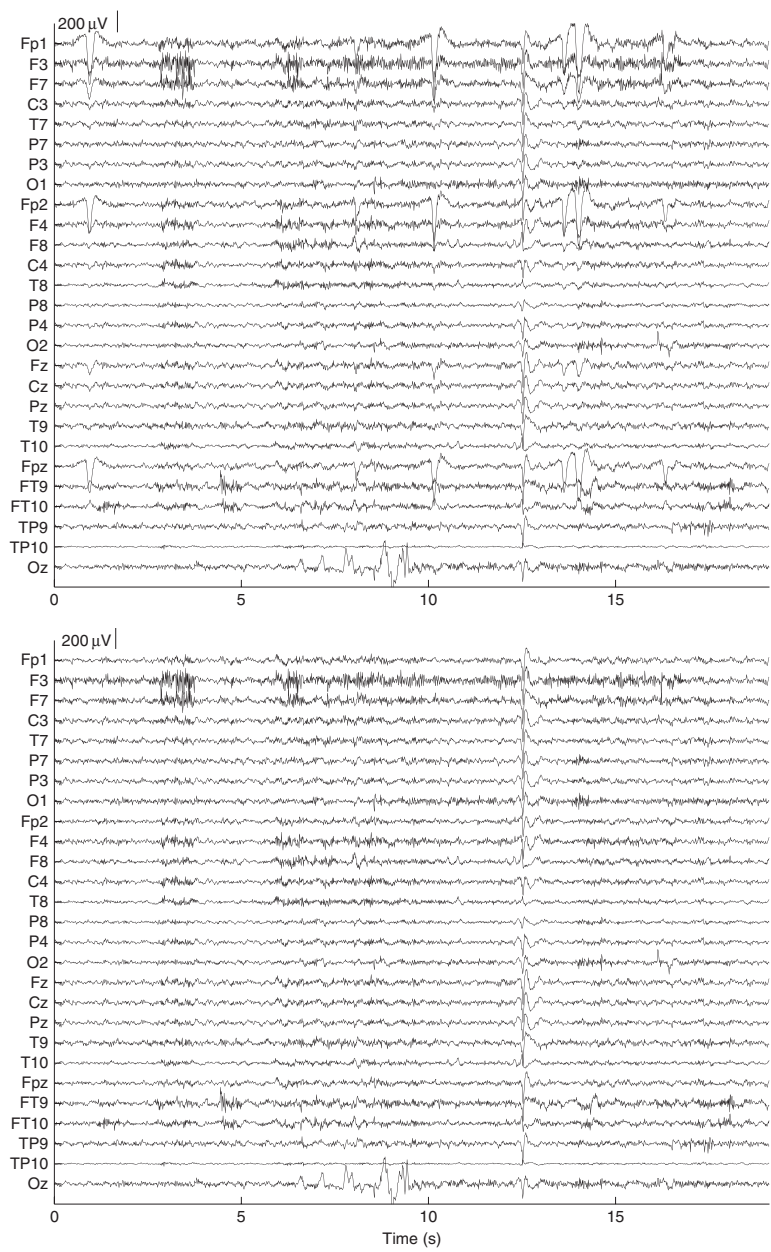 200 µV
Fp1
F3
F7
C3
T7
P7
P3
O1
Fp2
F4
F8
C4
T8
P8
P4
O2
Fz
Cz
Pz
T9
T10
Fpz
FT9
FT10
TP9
TP10
Oz
0 5 10 15
200 µV
Fp1
F3
F7
C3
T7
P7
P3
O1
Fp2
F4
F8
C4
T8
P8
P4
O2
Fz
Cz
Pz
T9
T10
Fpz
FT9
FT10
TP9
TP10
Oz
0 5 10 15
Time (s)